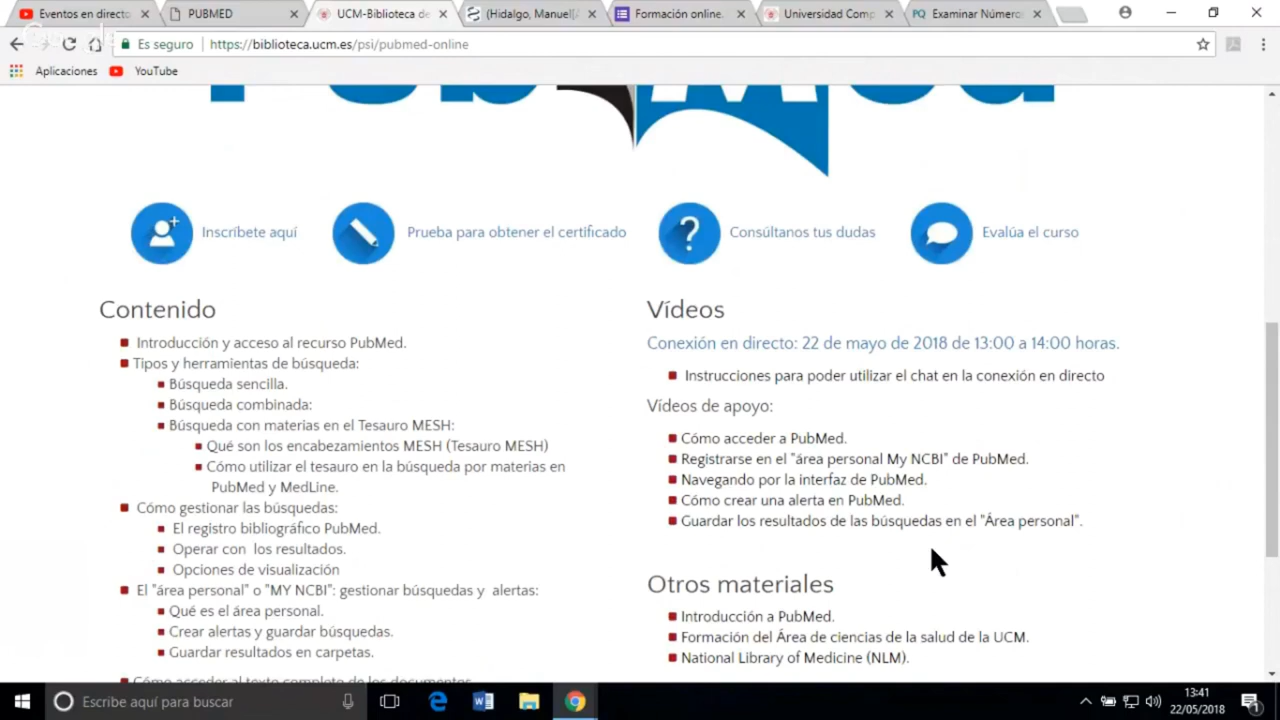 Eventos en directo
PUBMED
UCM-Biblioteca de
(Hidalgo, Manuel[
Formación online.
Universidad Comp
Examinar Número
Es seguro
https://biblioteca.ucm.es/psi/pubmed-online
Aplicaciones
YouTube
Inscríbete aquí
Prueba para obtener el certificado
Consúltanos tus dudas
Evalúa el curso
Contenido
Introducción y acceso al recurso PubMed.
Tipos y herramientas de búsqueda:
Búsqueda sencilla.
Búsqueda combinada:
Búsqueda con materias en el Tesauro MESH:
Qué son los encabezamientos MESH (Tesauro MESH)
Cómo utilizar el tesauro en la búsqueda por materias en
PubMed y MedLine.
Cómo gestionar las búsquedas:
El registro bibliográfico PubMed.
Operar con los resultados.
Opciones de visualización
El "área personal" o "MY NCBI": gestionar búsquedas y alertas:
Qué es el área personal.
Crear alertas y guardar búsquedas.
Guardar resultados en carpetas.
Cómo acceder al texto completo de los documentos
Vídeos
Conexión en directo: 22 de mayo de 2018 de 13:00 a 14:00 horas.
Instrucciones para poder utilizar el chat en la conexión en directo
Vídeos de apoyo:
Cómo acceder a PubMed.
Registrarse en el "área personal My NCBI" de PubMed.
Navegando por la interfaz de PubMed.
Cómo crear una alerta en PubMed.
Guardar los resultados de las búsquedas en el "Área personal".
Otros materiales
Introducción a PubMed.
Formación del Área de ciencias de la salud de la UCM.
National Library of Medicine (NLM).
Escribe aquí para buscar
13:41
22/05/2018